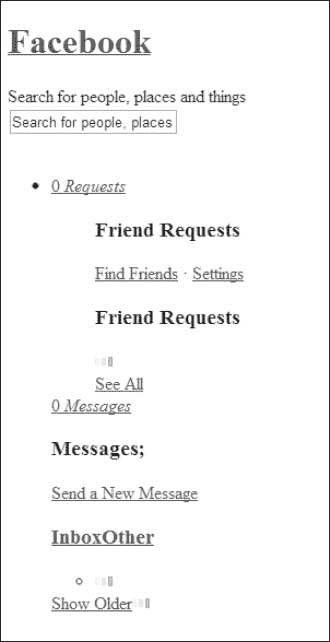 Facebook
Search for people, places and things
Search for people, places
0 Requests
Friend Requests
Find Friends · Settings
Friend Requests
See All
0 Messages
Messages;
Send a New Message
InboxOther
Show Older